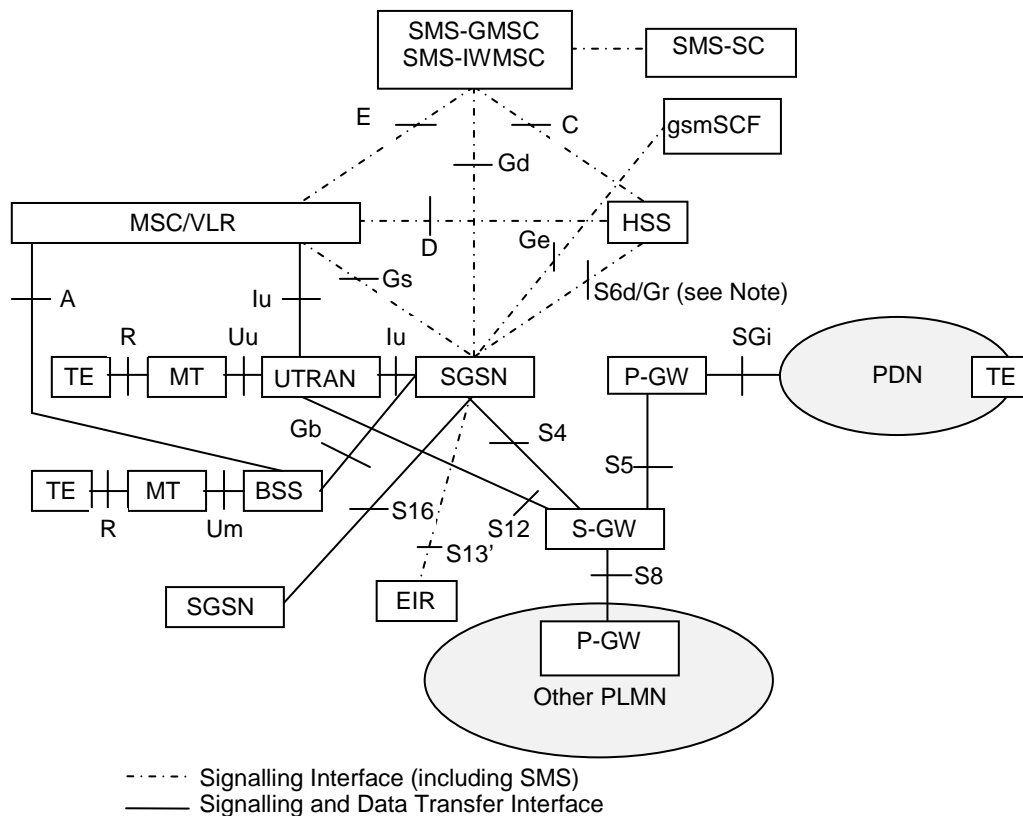 SMS-GMSC
SMS-IWMSC
SMS-SC
E
C
gsmSCF
Gd
MSC/VLR
D
HSS
Ge
Gs
S6d/Gr (see Note)
A
Iu
R
Uu
Iu
SGi
TE
MT
UTRAN
SGSN
P-GW
PDN
TE
Gb
S4
S5
TE
MT
BSS
R
Um
S16
S12
S-GW
S13’
S8
SGSN
EIR
P-GW
Other PLMN
Signalling Interface (including SMS)
Signalling and Data Transfer Interface